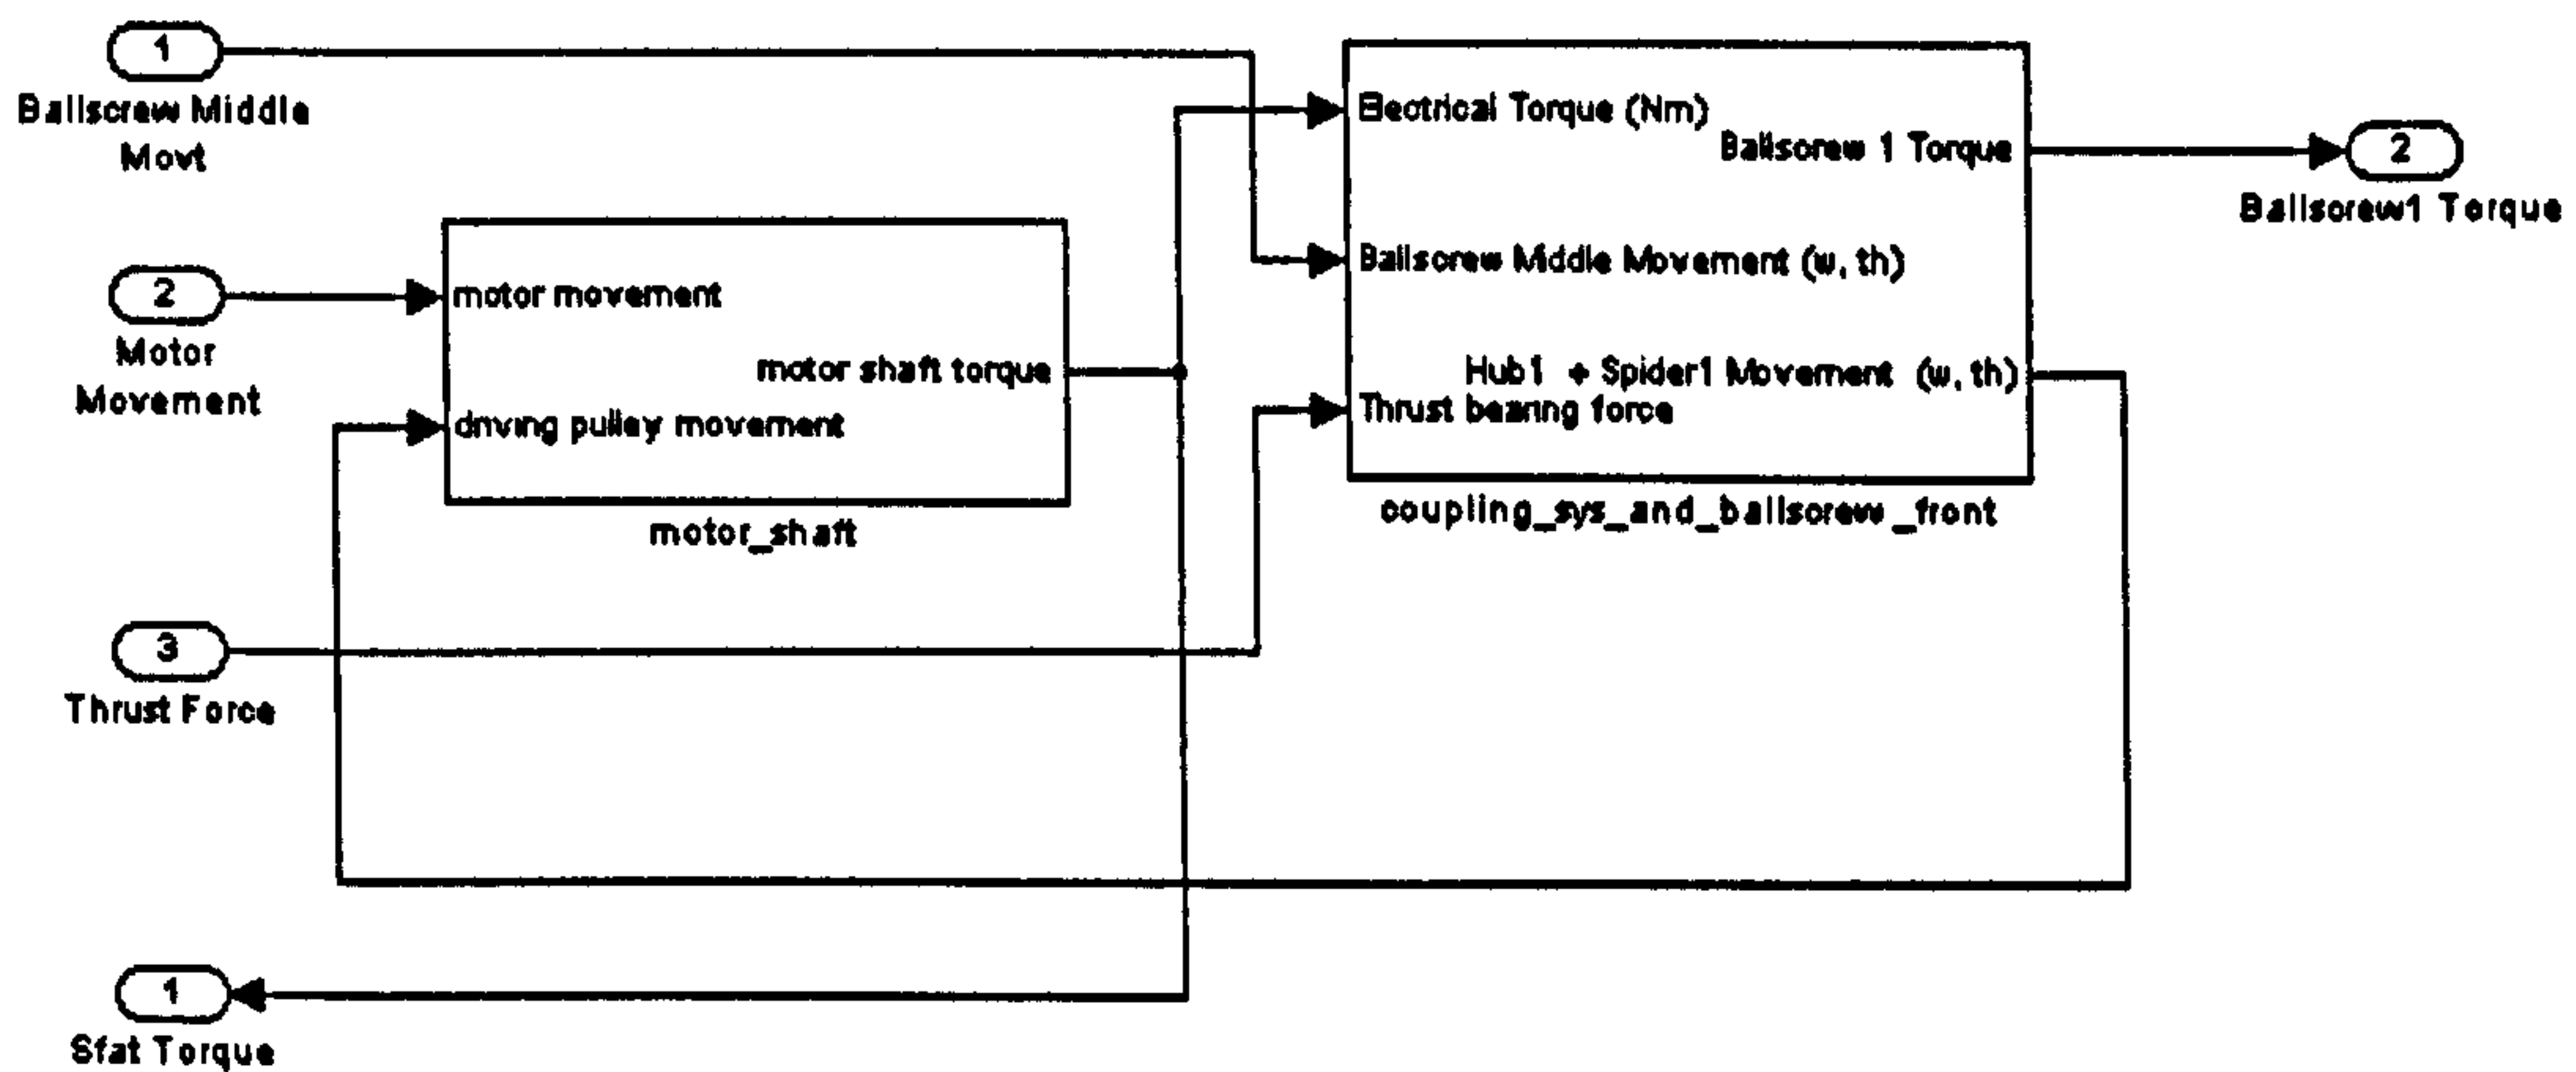 1
Ballscrew Middle
Movt
2
Motor
Movement
3
Thrust Force
1
Sfat Torque
motor movement
motor shaft torque
driving pulley movement
motor_shaft
Electrical Torque (Nm)
Ballscrew 1 Torque
Ballscrew Middle Movement (w, th)
Hub1 + Spider1 Movement (w, th)
Thrust bearing force
coupling_sys_and_ballscrew_front
2
Ballscrew1 Torque